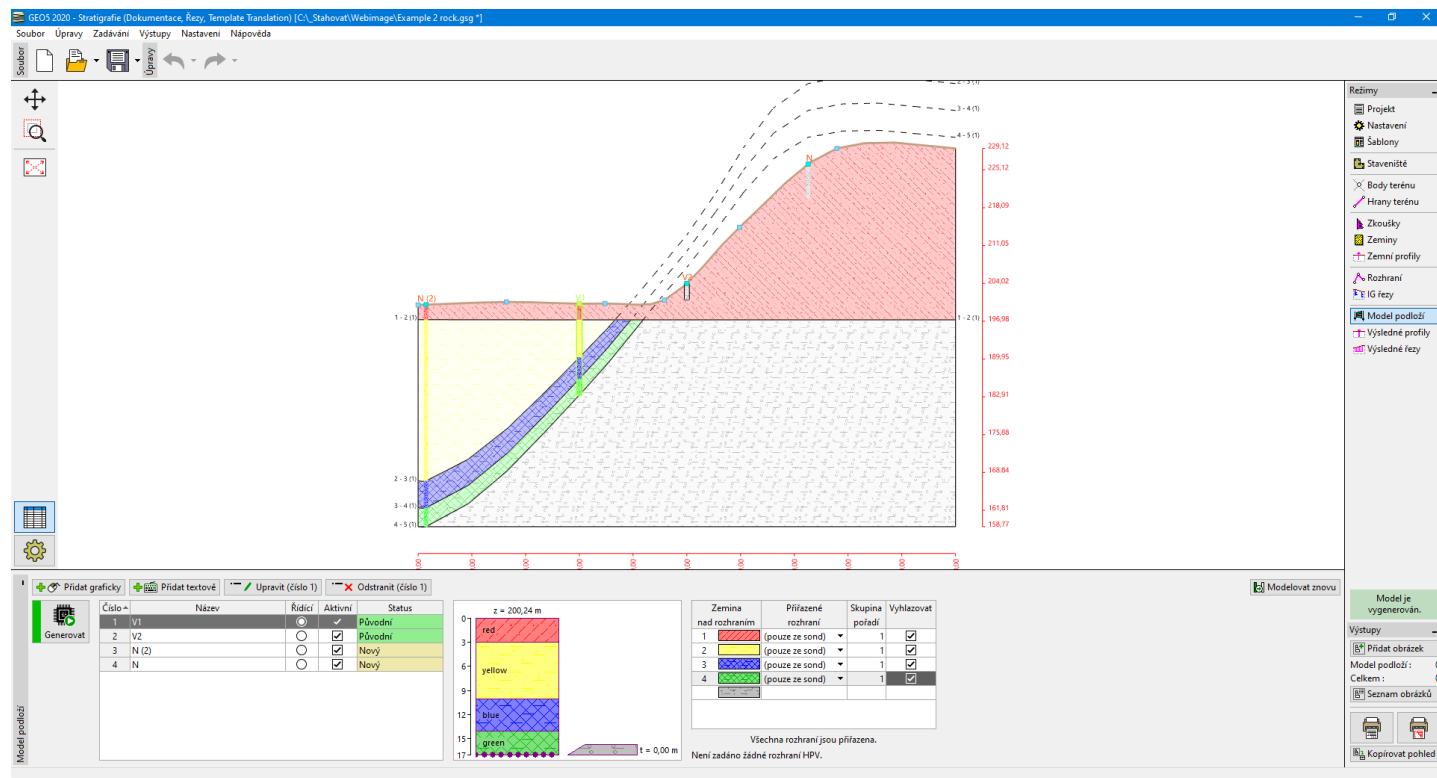 GEO5 2020 - Stratigrafie (Dokumentace, Řezy, Template Translation) [C:\_Stahovat\Webimage\Example 2 rock.gsg *]
Soubor Úpravy Zadávání Výstupy Nastavení Nápověda
Soubor
Úpravy
2 - 3 (1)
3 - 4 (1)
4 - 5 (1)
229,12
225,12
218,09
211,05
204,02
196,98
189,95
182,91
175,88
168,84
161,81
158,77
N
V2
N (2)
V1
1 - 2 (1)
1 - 2 (1)
2 - 3 (1)
3 - 4 (1)
4 - 5 (1)
Režimy
Projekt
Nastavení
Šablony
Staveniště
Body terénu
Hrany terénu
Zkoušky
Zeminy
Zemní profily
Rozhraní
IG řezy
Model podloží
Výsledné profily
Výsledné řezy
Přidat graficky Přidat textově Upravit (číslo 1) Odstranit (číslo 1)
Modelovat znovu
Generovat
Číslo Název Řídící Aktivní Status
1 V1 Původní
2 V2 Původní
3 N (2) Nový
4 N Nový
z = 200,24 m
0
3
6
9
12
15
17
red
yellow
blue
green
t = 0,00 m
Zemina Přiřazené Skupina Vyhlazovat
nad rozhraním rozhraní pořadí
1 (pouze ze sond) 1
2 (pouze ze sond) 1
3 (pouze ze sond) 1
4 (pouze ze sond) 1
Všechna rozhraní jsou přiřazena.
Není zadáno žádné rozhraní HPV.
Model podloží
Model je
vygenerován.
Výstupy
Přidat obrázek
Model podloží :
Celkem :
Seznam obrázků
Kopírovat pohled